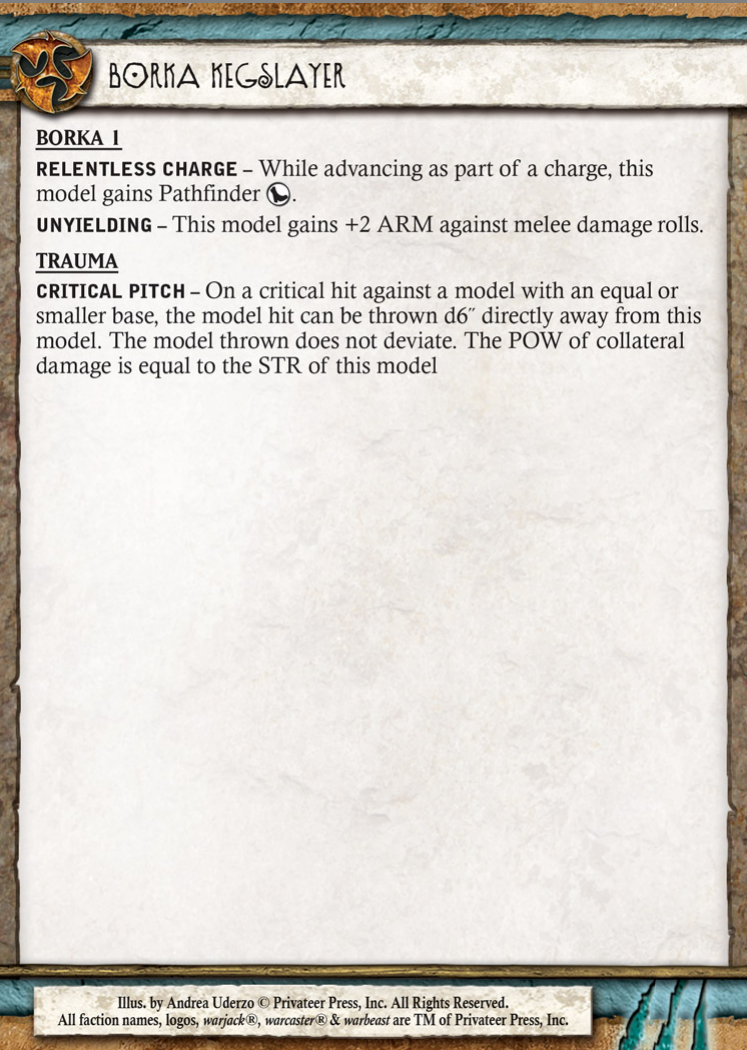 BORKA KEGSLAYER
BORKA 1
RELENTLESS CHARGE – While advancing as part of a charge, this
model gains Pathfinder.
UNYIELDING – This model gains +2 ARM against melee damage rolls.
TRAUMA
CRITICAL PITCH – On a critical hit against a model with an equal or
smaller base, the model hit can be thrown d6″ directly away from this
model. The model thrown does not deviate. The POW of collateral
damage is equal to the STR of this model
Illus. by Andrea Uderzo © Privateer Press, Inc. All Rights Reserved.
All faction names, logos, warjack®, warcaster® & warbeast are TM of Privateer Press, Inc.